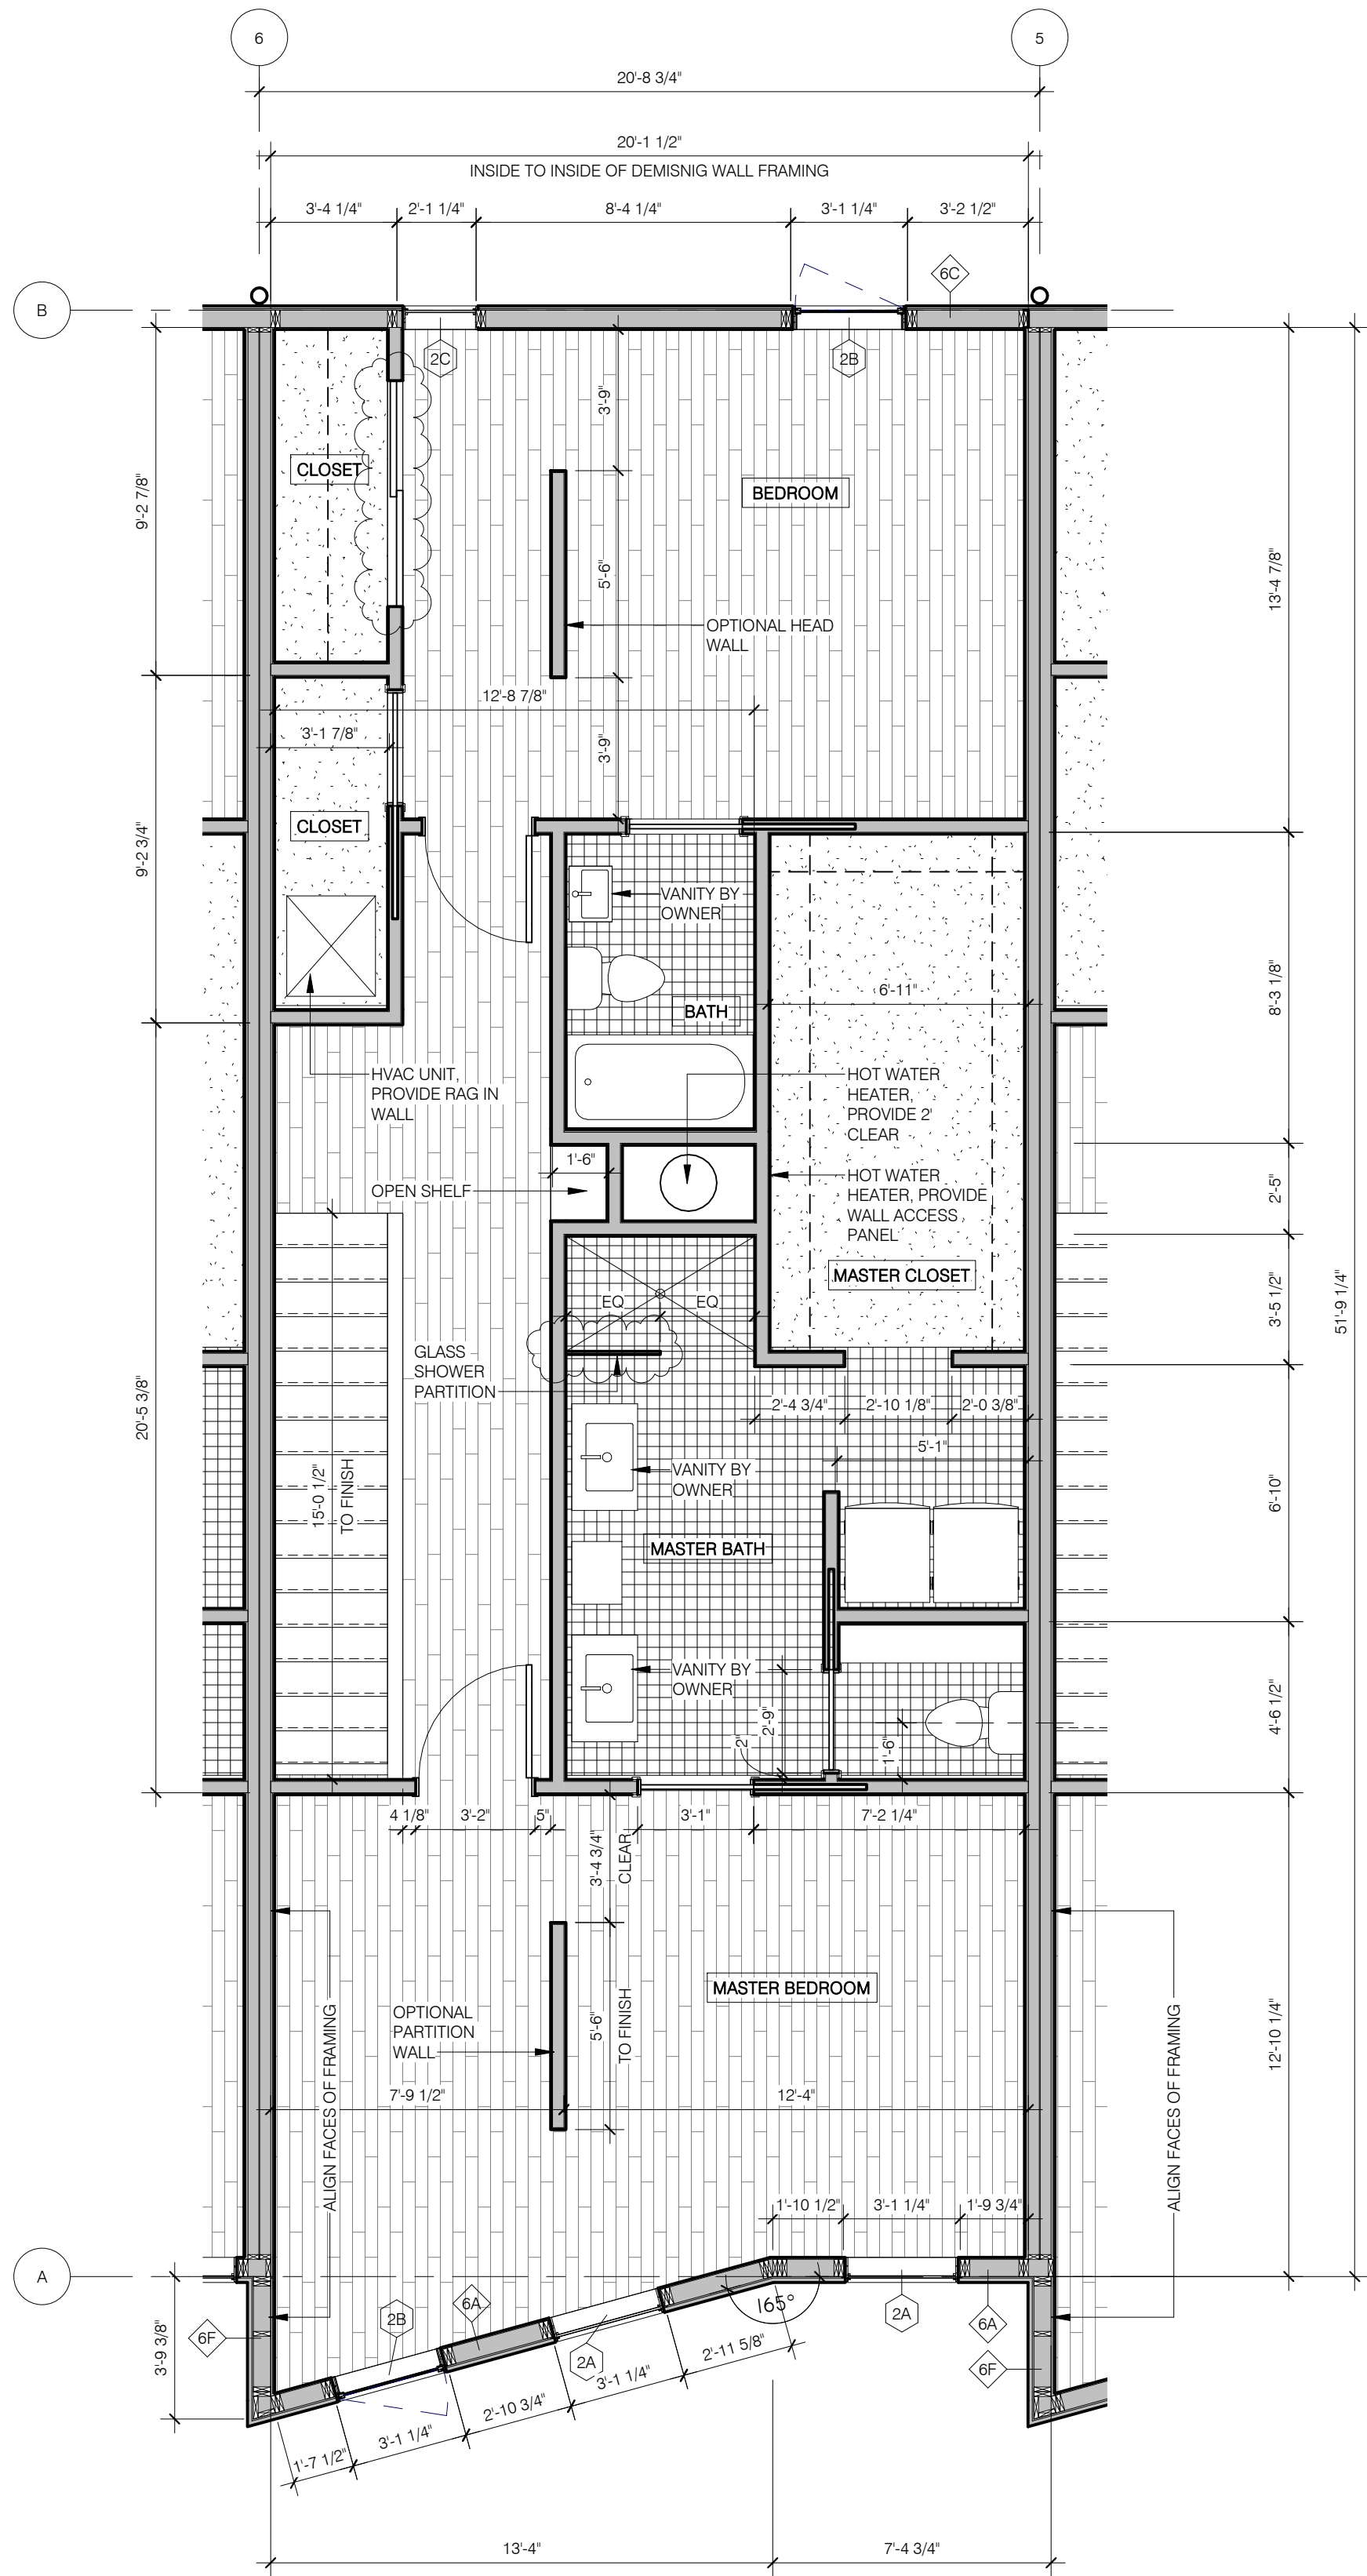 6
5
20'-8 3/4"
20'-1 1/2"
INSIDE TO INSIDE OF DEMISNIG WALL FRAMING
3'-4 1/4"
2'-1 1/4"
8'-4 1/4"
3'-1 1/4"
3'-2 1/2"
6C
B
2C
2B
3'-9"
CLOSET
BEDROOM
9'-2 7/8"
5'-6"
13'-4 7/8"
OPTIONAL HEAD
WALL
12'-8 7/8"
3'-1 7/8"
3'-9"
CLOSET
9'-2 3/4"
VANITY BY
OWNER
6'-11"
BATH
8'-3 1/8"
HVAC UNIT,
PROVIDE RAG IN
WALL
HOT WATER
HEATER,
PROVIDE 2'
CLEAR
1'-6"
OPEN SHELF
HOT WATER
HEATER, PROVIDE
WALL ACCESS
PANEL
2'-5"
MASTER CLOSET
EQ
EQ
3'-5 1/2"
51'-9 1/4"
GLASS
SHOWER
PARTITION
20'-5 3/8"
2'-4 3/4"
2'-10 1/8"
2'-0 3/8"
5'-1"
15'-0 1/2"
TO FINISH
VANITY BY
OWNER
6'-10"
MASTER BATH
VANITY BY
OWNER
2'-9"
2"
1'-6"
4'-6 1/2"
4 1/8"
3'-2"
5"
3'-1"
7'-2 1/4"
3'-4 3/4"
CLEAR
MASTER BEDROOM
OPTIONAL
PARTITION
WALL
5'-6"
TO FINISH
12'-10 1/4"
ALIGN FACES OF FRAMING
ALIGN FACES OF FRAMING
7'-9 1/2"
12'-4"
1'-10 1/2"
3'-1 1/4"
1'-9 3/4"
A
165°
6A
2B
2A
6A
6F
3'-9 3/8"
2A
6F
2'-11 5/8"
3'-1 1/4"
2'-10 3/4"
3'-1 1/4"
1'-7 1/2"
13'-4"
7'-4 3/4"